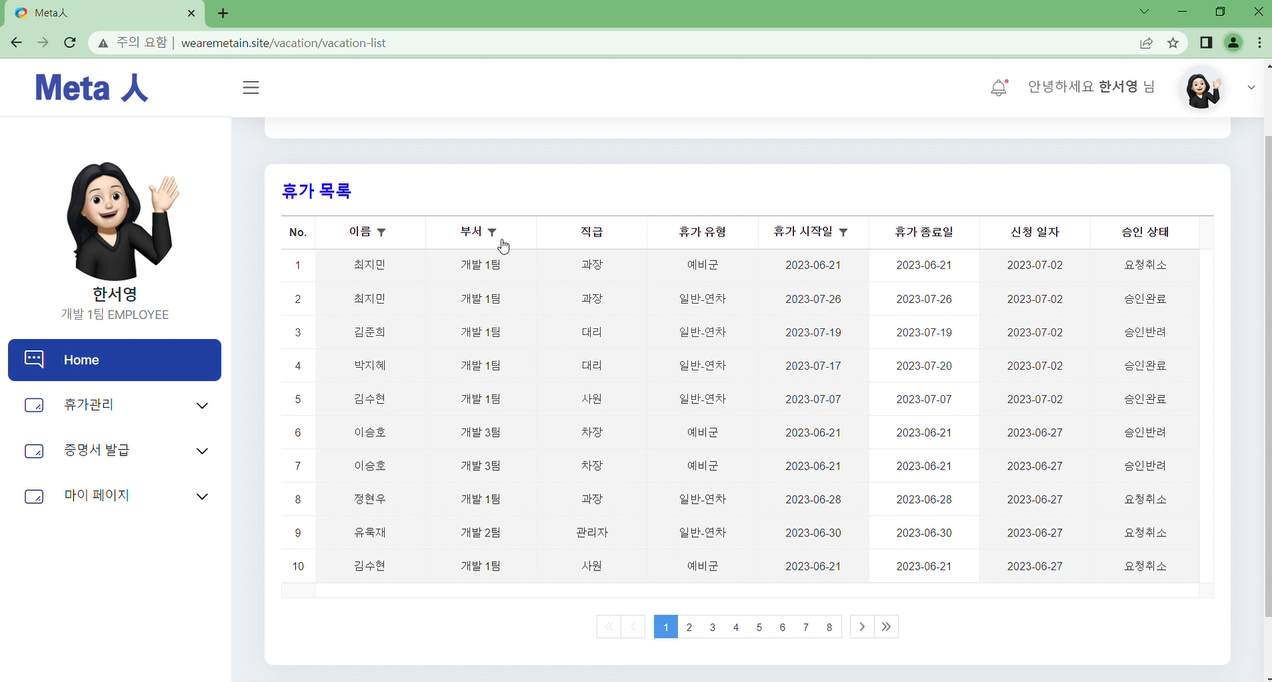 Meta人
주의 요함 | wearemetain.site/vacation/vacation-list
Meta 人
안녕하세요 한서영 님
한서영
개발 1팀 EMPLOYEE
Home
휴가관리
증명서 발급
마이 페이지
휴가 목록
No. 이름 부서 직급 휴가 유형 휴가 시작일 휴가 종료일 신청 일자 승인 상태
1 최지민 개발 1팀 과장 예비군 2023-06-21 2023-06-21 2023-07-02 요청취소
2 최지민 개발 1팀 과장 일반-연차 2023-07-26 2023-07-26 2023-07-02 승인완료
3 김준희 개발 1팀 대리 일반-연차 2023-07-19 2023-07-19 2023-07-02 승인반려
4 박지혜 개발 1팀 대리 일반-연차 2023-07-17 2023-07-20 2023-07-02 승인완료
5 김수현 개발 1팀 사원 일반-연차 2023-07-07 2023-07-07 2023-07-02 승인완료
6 이승호 개발 3팀 차장 예비군 2023-06-21 2023-06-21 2023-06-27 승인반려
7 이승호 개발 3팀 차장 예비군 2023-06-21 2023-06-21 2023-06-27 승인반려
8 정현우 개발 1팀 과장 일반-연차 2023-06-28 2023-06-28 2023-06-27 요청취소
9 유욱재 개발 2팀 관리자 일반-연차 2023-06-30 2023-06-30 2023-06-27 요청취소
10 김수현 개발 1팀 사원 예비군 2023-06-21 2023-06-21 2023-06-27 요청취소
1 2 3 4 5 6 7 8